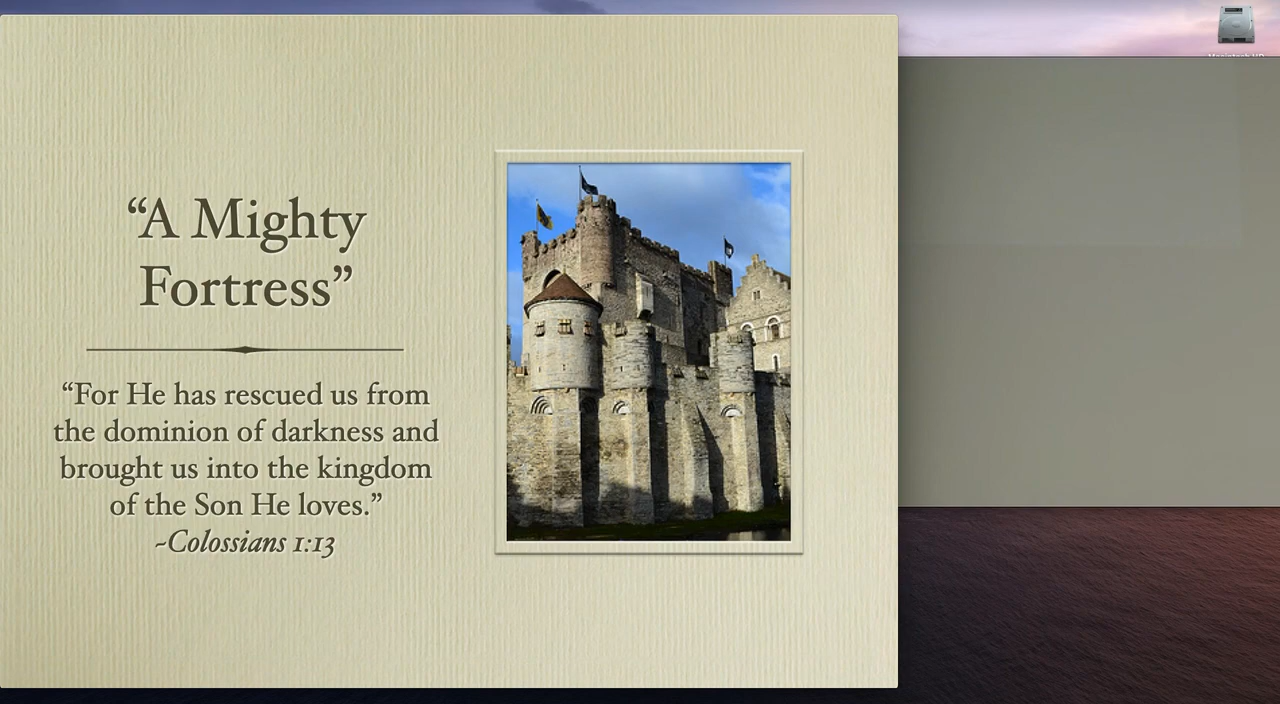 “A Mighty
Fortress”
“For He has rescued us from
the dominion of darkness and
brought us into the kingdom
of the Son He loves.”
~Colossians 1:13